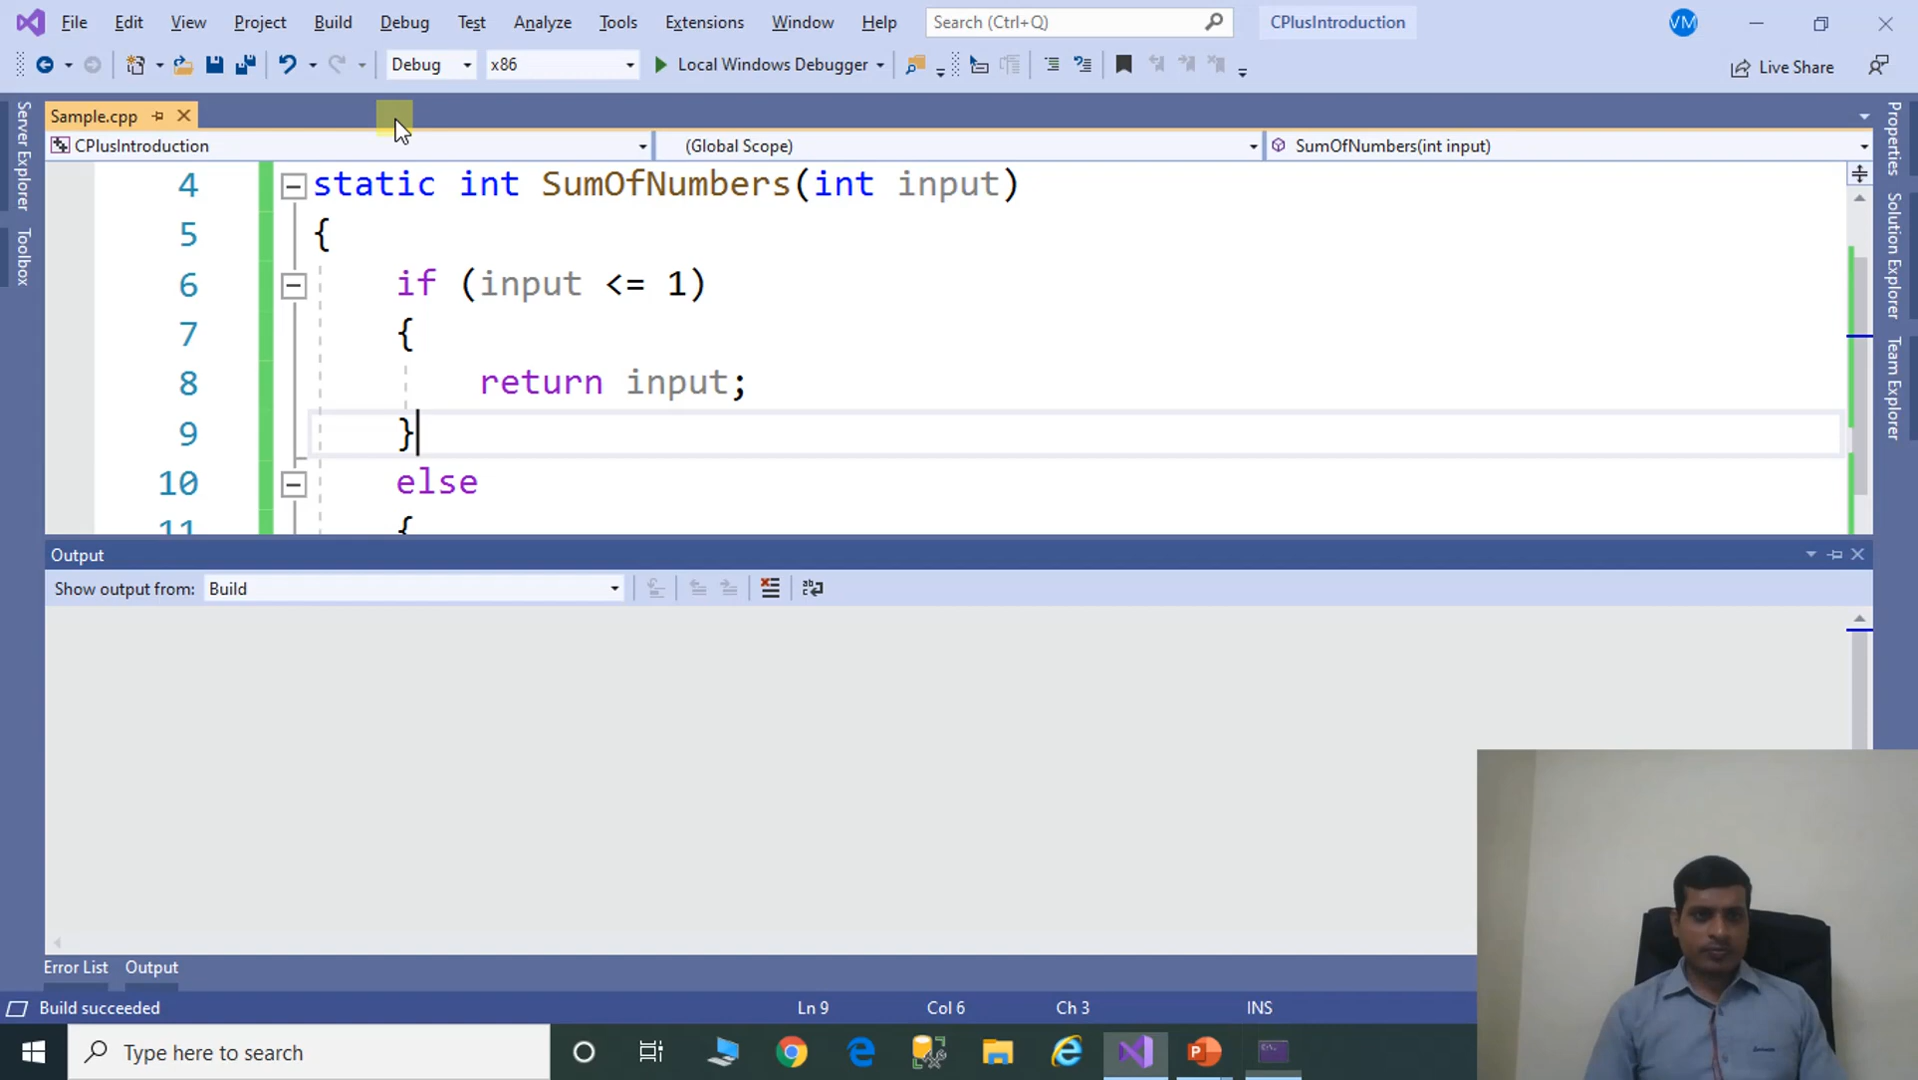 File Edit View Project Build Debug Test Analyze Tools Extensions Window Help Search (Ctrl+Q) CPlusIntroduction VM
Debug x86 Local Windows Debugger Live Share
Sample.cpp
CPlusIntroduction (Global Scope) SumOfNumbers(int input)
Server Explorer
Toolbox
4 static int SumOfNumbers(int input)
5 {
6 if (input <= 1)
7 {
8 return input;
9 }
10 else
11 {
Properties
Solution Explorer
Team Explorer
Output
Show output from: Build
Error List Output
Build succeeded Ln 9 Col 6 Ch 3 INS
Type here to search